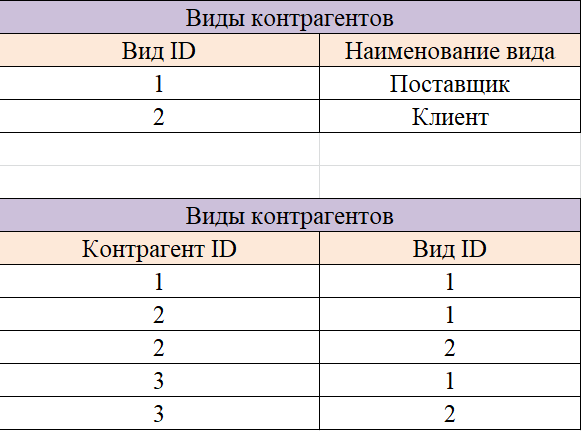 Виды контрагентов
Вид ID Наименование вида
1 Поставщик
2 Клиент
Виды контрагентов
Контрагент ID Вид ID
1 1
2 1
2 2
3 1
3 2